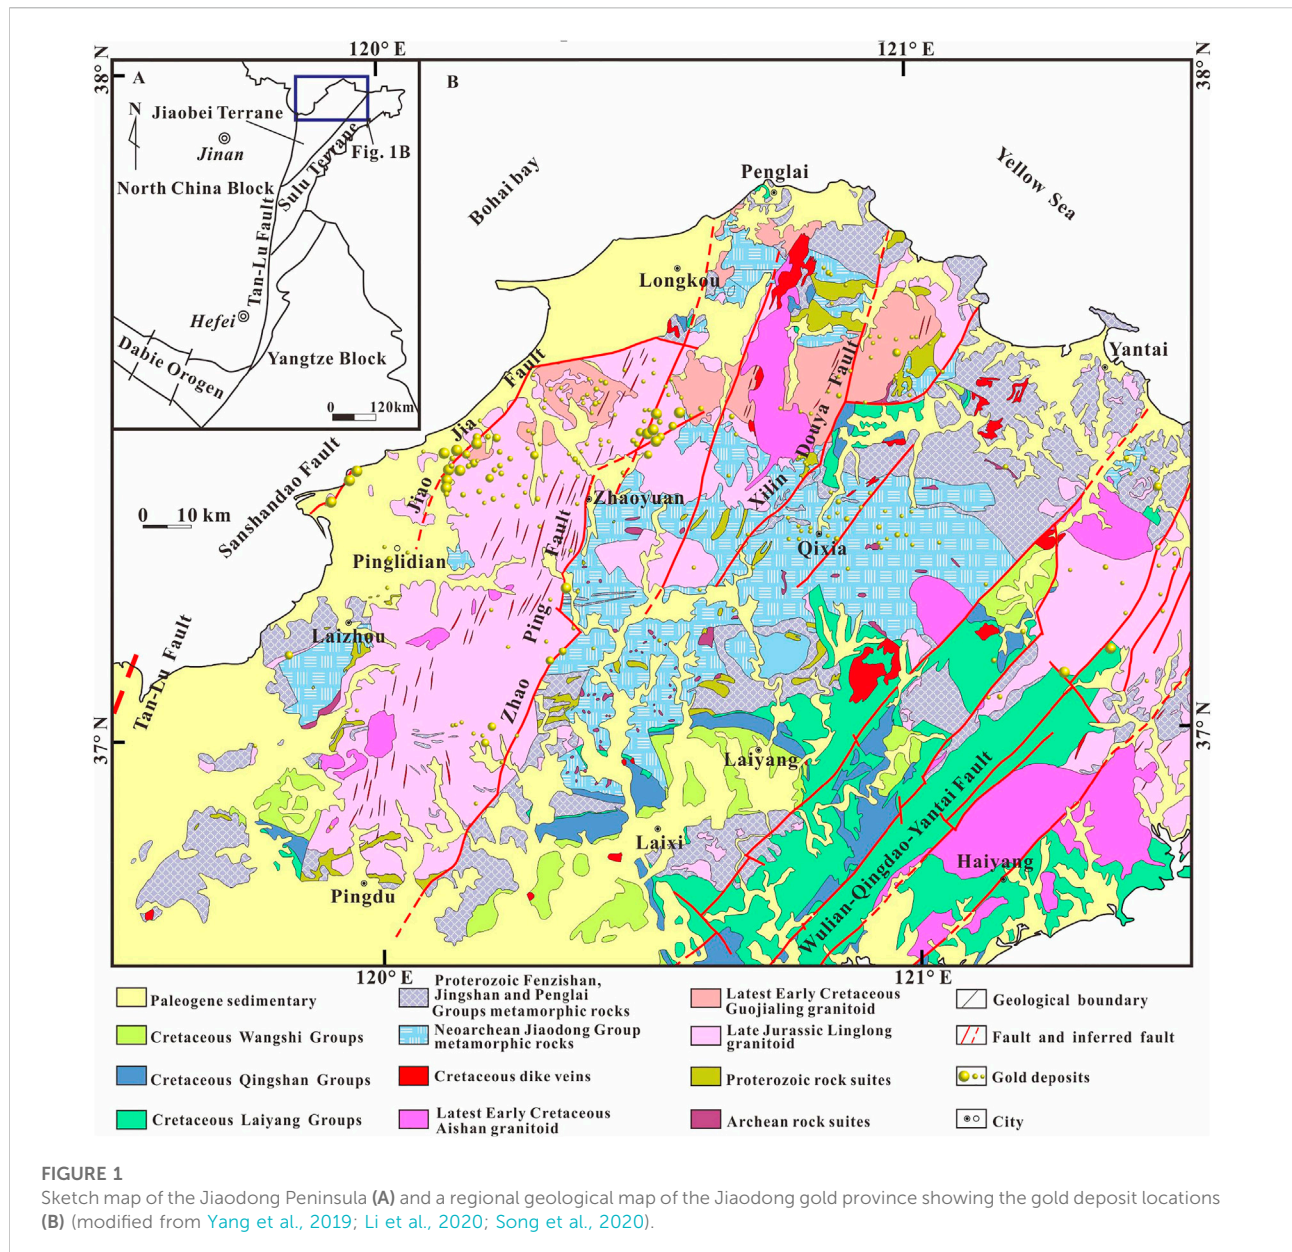 120° E
121° E
38° N
38° N
A
B
N
Jiaobei Terrane
Jinan
Sulu Terrane
Fig. 1B
North China Block
Tan-Lu Fault
Hefei
Dabie Orogen
Yangtze Block
0 120km
Bohai bay
Yellow Sea
Penglai
Longkou
Yantai
Jiao Jia Fault
Sanshandao Fault
0 10 km
Zhaoyuan
Xilin Douya Fault
Qixia
Pinglidian
Laizhou
Zhao Ping Fault
Tan-Lu Fault
37° N
37° N
Laiyang
Laixi
Wulian-Qingdao-Yantai Fault
Haiyang
Pingdu
120° E
121° E
Paleogene sedimentary
Proterozoic Fenzishan,
Jingshan and Penglai
Groups metamorphic rocks
Latest Early Cretaceous
Guojialing granitoid
Geological boundary
Cretaceous Wangshi Groups
Neoarchean Jiaodong Group
metamorphic rocks
Late Jurassic Linglong
granitoid
Fault and inferred fault
Cretaceous Qingshan Groups
Cretaceous dike veins
Proterozoic rock suites
Gold deposits
Cretaceous Laiyang Groups
Latest Early Cretaceous
Aishan granitoid
Archean rock suites
City
FIGURE 1
Sketch map of the Jiaodong Peninsula (A) and a regional geological map of the Jiaodong gold province showing the gold deposit locations
(B) (modified from Yang et al., 2019; Li et al., 2020; Song et al., 2020).